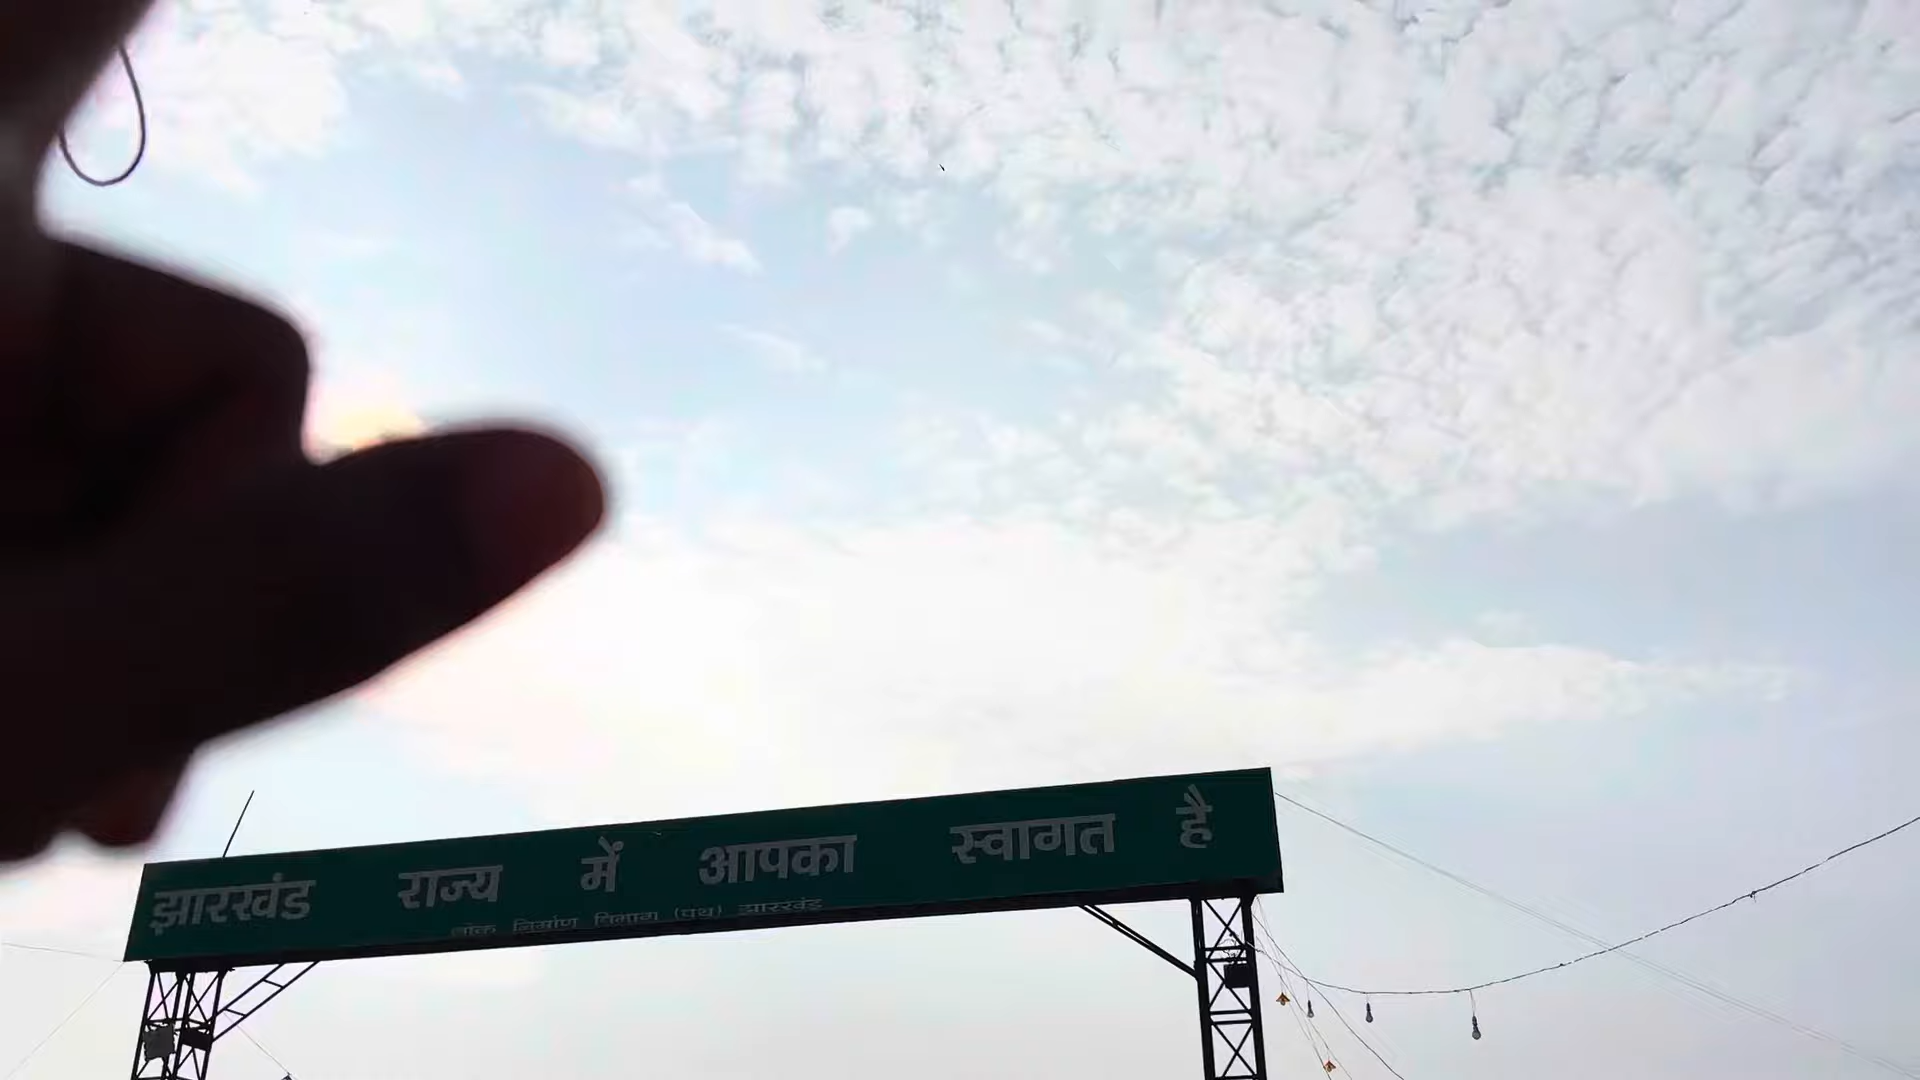 झारखंड राज्य में आपका स्वागत है
लोक निर्माण विभाग (पथ) झारखंड